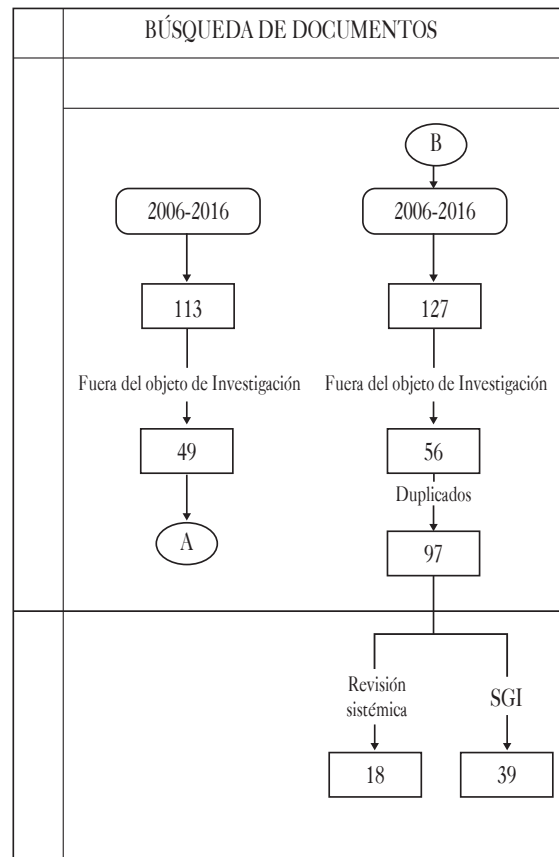 BÚSQUEDA DE DOCUMENTOS
B
2006-2016
2006-2016
113
127
Fuera del objeto de Investigación
Fuera del objeto de Investigación
49
56
Duplicados
A
97
Revisión
sistémica
SGI
18
39